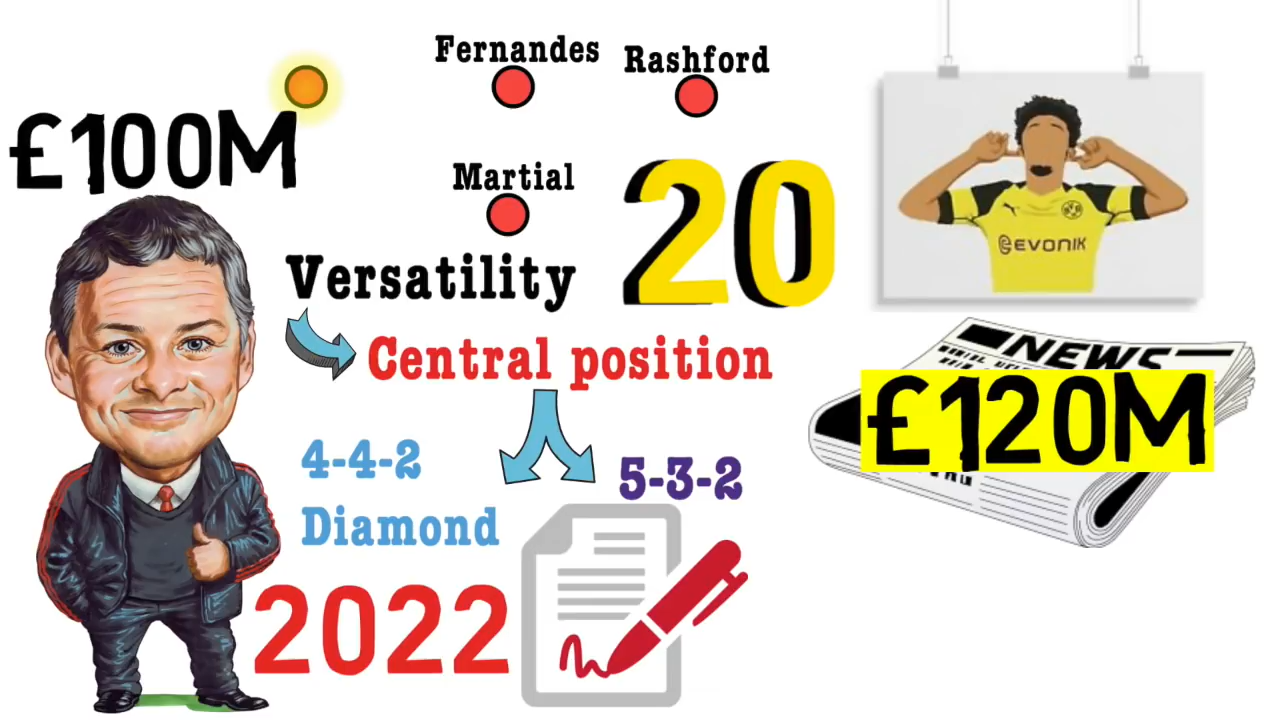 Fernandes
Rashford
£100M
Martial
20
Versatility
EVONIK
Central position
NEWS
£120M
4-4-2
Diamond
5-3-2
2022